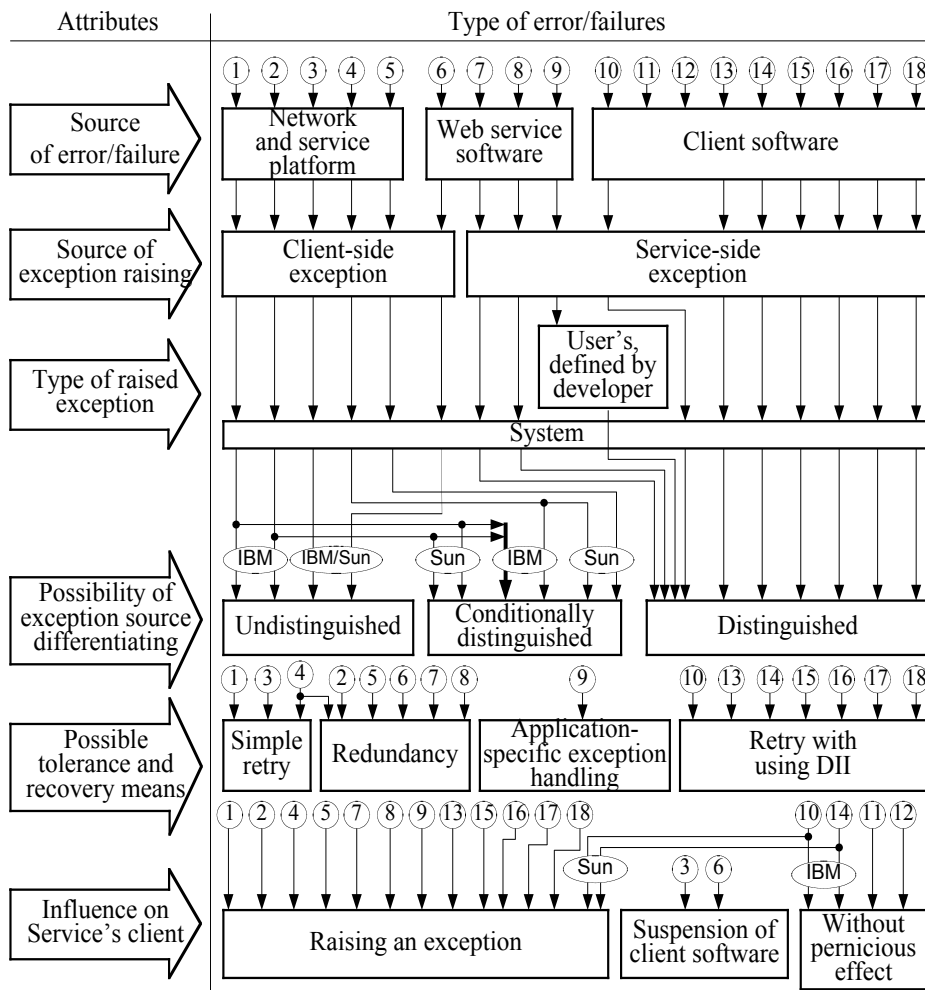 Attributes
Type of error/failures
1 2 3 4 5 6 7 8 9 10 11 12 13 14 15 16 17 18
Source
of error/failure
Network
and service
platform
Web service
software
Client software
Source of
exception raising
Client-side
exception
Service-side
exception
Type of raised
exception
User's,
defined by
developer
System
Possibility of
exception source
differentiating
IBM IBM/Sun Sun IBM Sun
Undistinguished
Conditionally
distinguished
Distinguished
Possible
tolerance and
recovery means
1 3 4 2 5 6 7 8 9 10 13 14 15 16 17 18
Simple
retry
Redundancy
Application-
specific exception
handling
Retry with
using DII
Influence on
Service's client
1 2 4 5 7 8 9 13 15 16 17 18 3 6 10 14 11 12
Sun IBM
Raising an exception
Suspension of
client software
Without
pernicious
effect